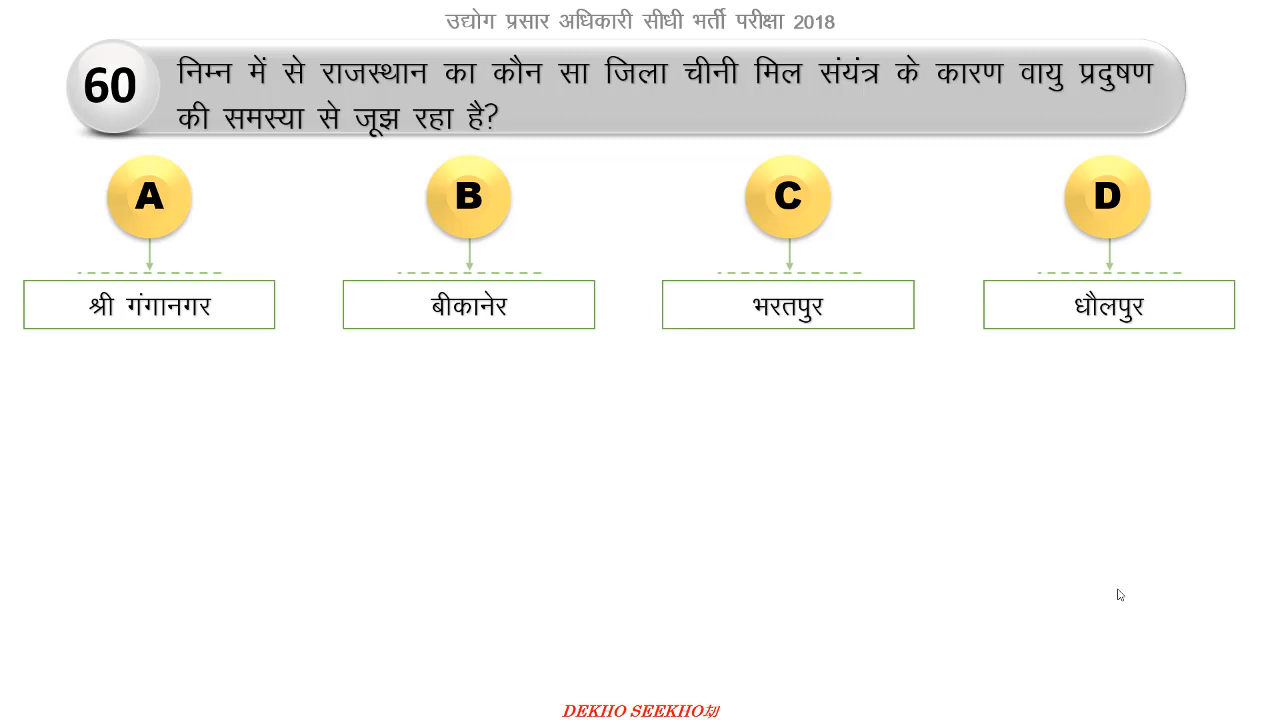 उद्योग प्रसार अधिकारी सीधी भर्ती परीक्षा 2018
60
निम्न में से राजस्थान का कौन सा जिला चीनी मिल संयंत्र के कारण वायु प्रदुषण
की समस्या से जूझ रहा है?
A B C D
श्री गंगानगर बीकानेर भरतपुर धौलपुर
DEKHO SEEKHO